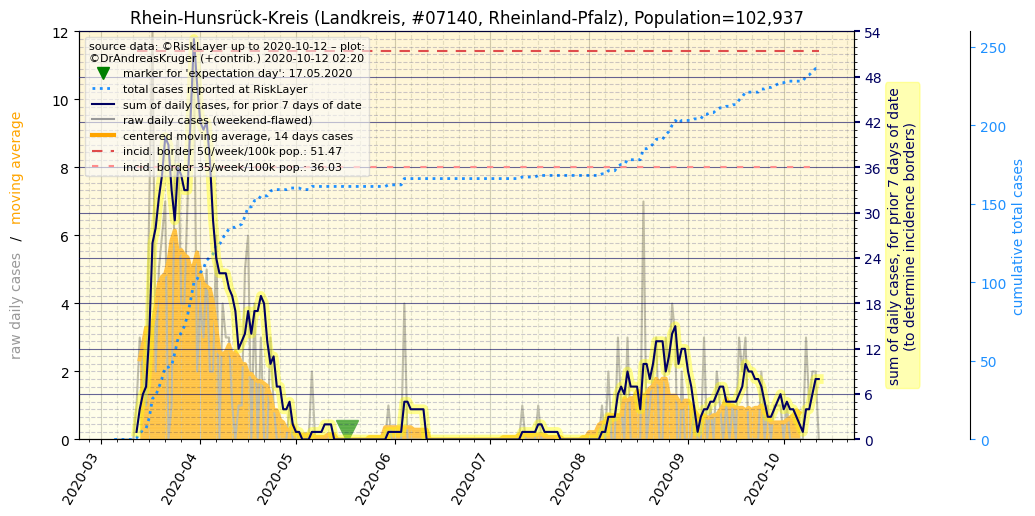 Rhein-Hunsrück-Kreis (Landkreis, #07140, Rheinland-Pfalz), Population=102,937
source data: ©RiskLayer up to 2020-10-12 – plot:
©DrAndreasKruger (+contrib.) 2020-10-12 02:20
marker for 'expectation day': 17.05.2020
total cases reported at RiskLayer
sum of daily cases, for prior 7 days of date
raw daily cases (weekend-flawed)
centered moving average, 14 days cases
incid. border 50/week/100k pop.: 51.47
incid. border 35/week/100k pop.: 36.03
raw daily cases / moving average
12
10
8
6
4
2
0
2020-03
2020-04
2020-05
2020-06
2020-07
2020-08
2020-09
2020-10
54
48
42
36
30
24
18
12
6
0
sum of daily cases, for prior 7 days of date
(to determine incidence borders)
250
200
150
100
50
0
cumulative total cases